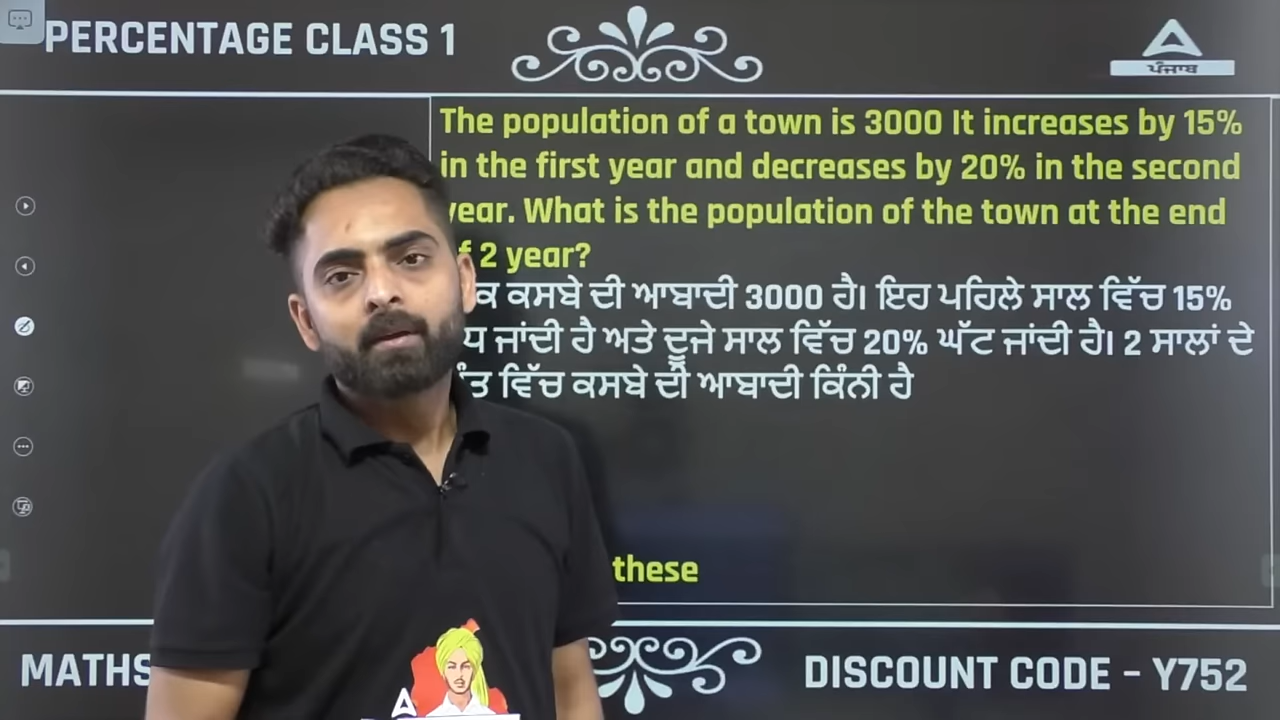 PERCENTAGE CLASS 1
ਪੰਜਾਬ
The population of a town is 3000 It increases by 15%
in the first year and decreases by 20% in the second
year. What is the population of the town at the end
2 year?
ਕਸਬੇ ਦੀ ਆਬਾਦੀ 3000 ਹੈ। ਇਹ ਪਹਿਲੇ ਸਾਲ ਵਿੱਚ 15%
ਜਾਂਦੀ ਹੈ ਅਤੇ ਦੂਜੇ ਸਾਲ ਵਿੱਚ 20% ਘੱਟ ਜਾਂਦੀ ਹੈ। 2 ਸਾਲਾਂ ਦੇ
ਵਿੱਚ ਕਸਬੇ ਦੀ ਆਬਾਦੀ ਕਿੰਨੀ ਹੈ
these
MATHS
DISCOUNT CODE - Y752